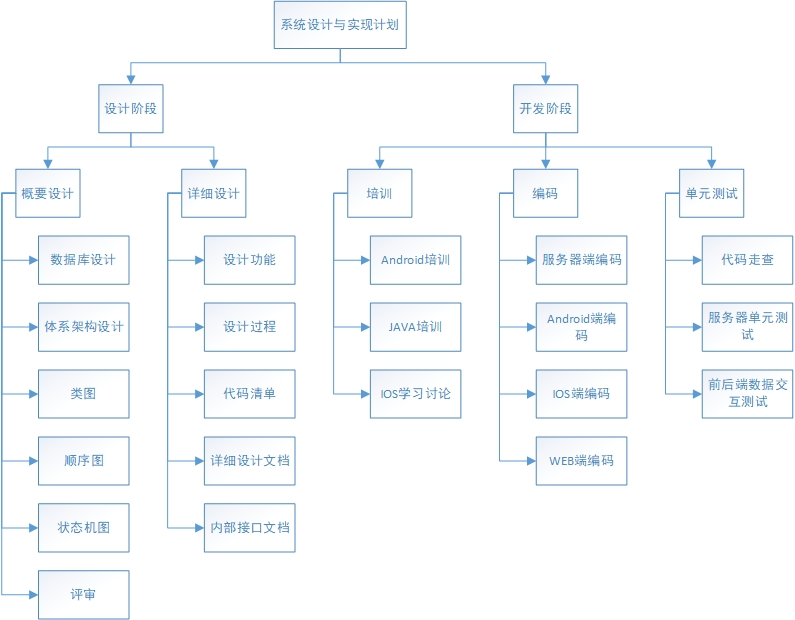 系统设计与实现计划
设计阶段
开发阶段
概要设计
详细设计
培训
编码
单元测试
数据库设计
设计功能
Android培训
服务器端编码
代码走查
体系架构设计
设计过程
JAVA培训
Android端编
码
服务器单元测
试
类图
代码清单
IOS学习讨论
IOS端编码
前后端数据交
互测试
顺序图
详细设计文档
WEB端编码
状态机图
内部接口文档
评审